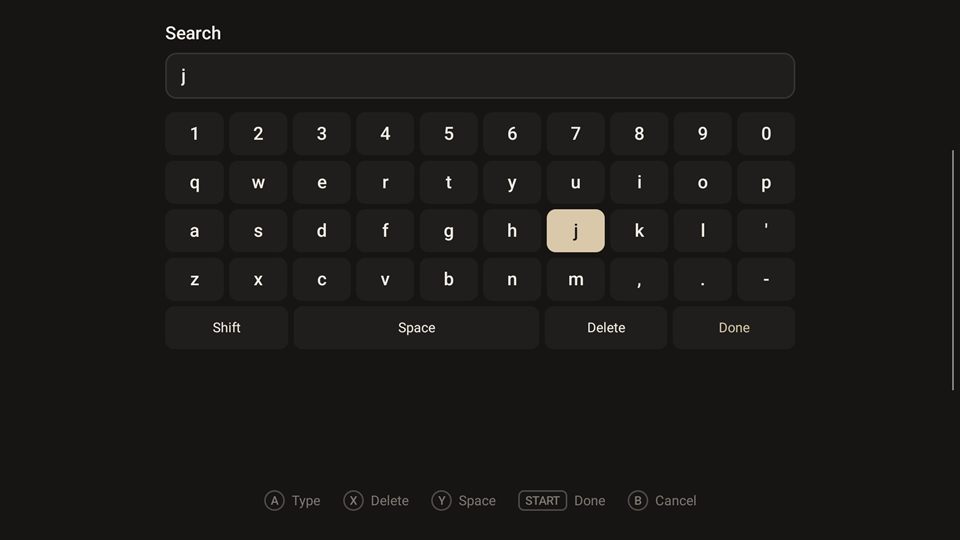 Search
j
1 2 3 4 5 6 7 8 9 0
q w e r t y u i o p
a s d f g h j k l '
z x c v b n m , . -
Shift Space Delete Done
A Type X Delete Y Space START Done B Cancel